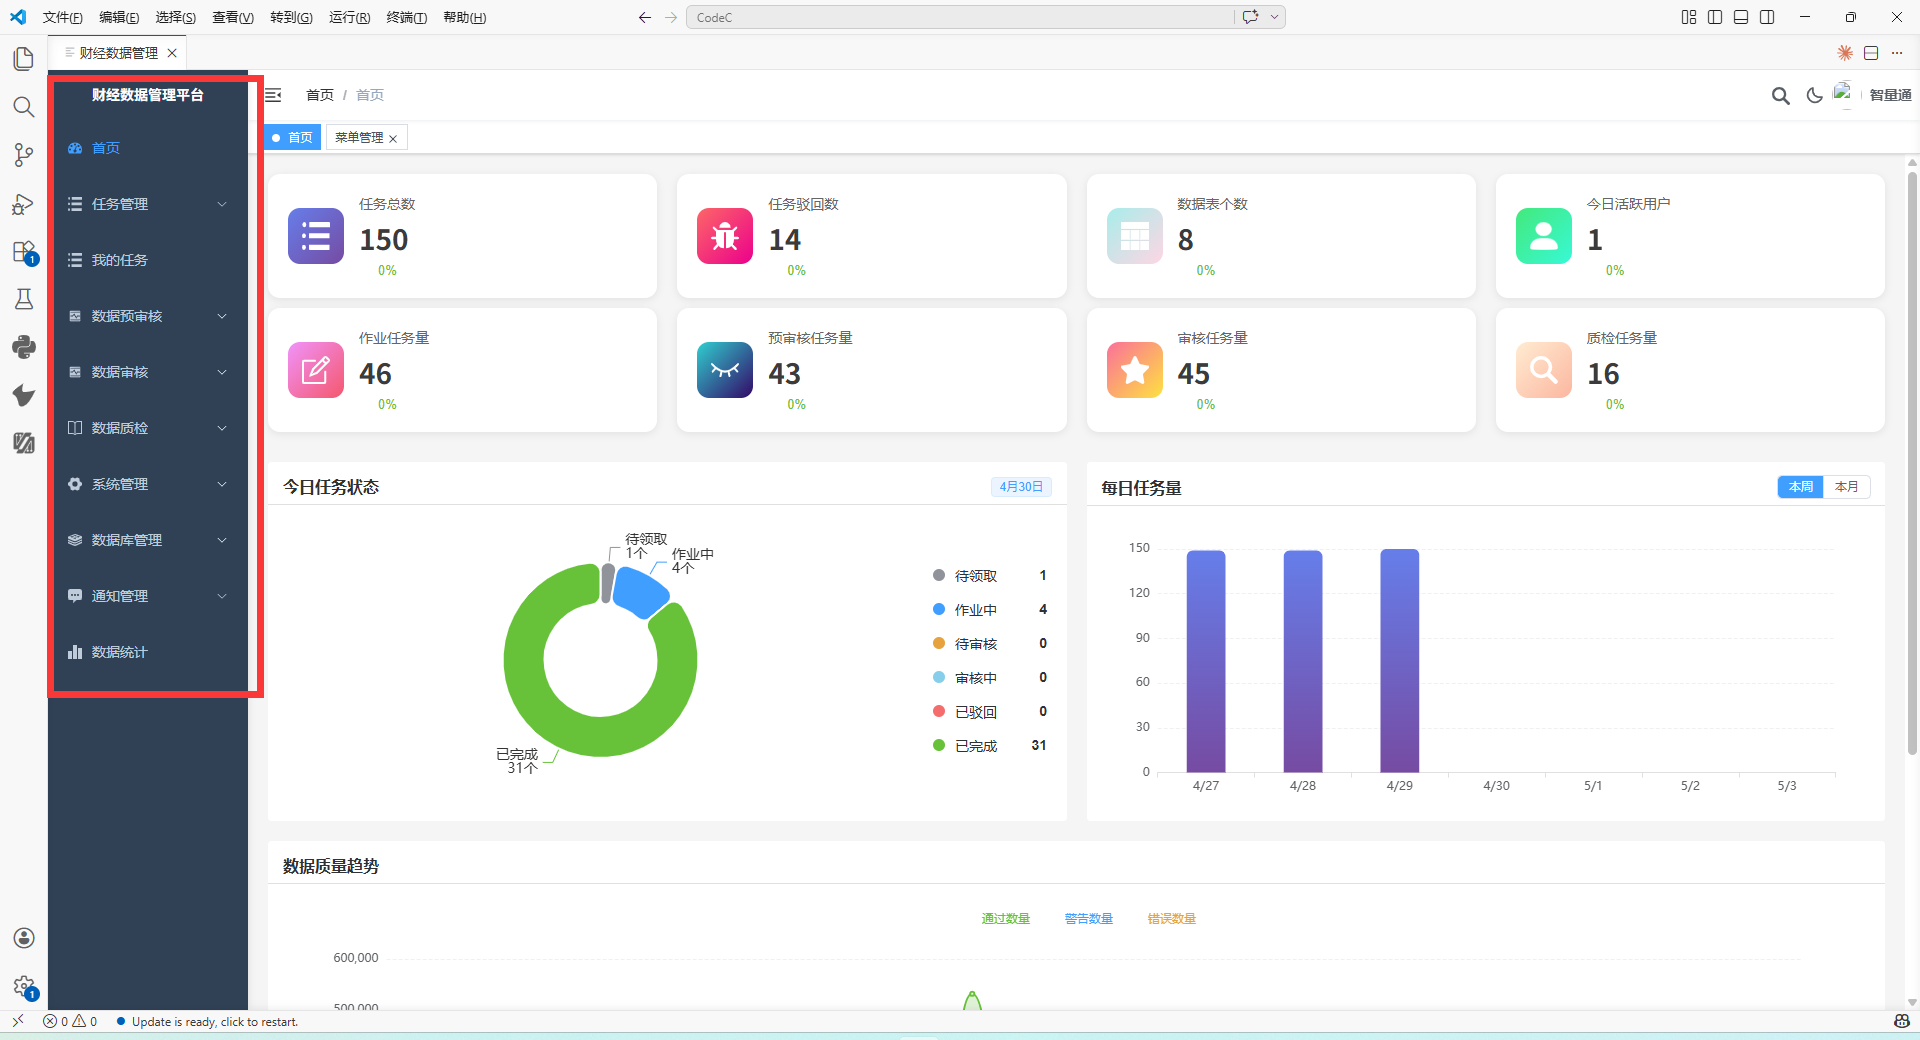 文件(F) 编辑(E) 选择(S) 查看(V) 转到(G) 运行(R) 终端(T) 帮助(H)
CodeC
财经数据管理
财经数据管理平台
首页
任务管理
我的任务
数据预审核
数据审核
数据质检
系统管理
数据库管理
通知管理
数据统计
首页 / 首页
智量通
首页
菜单管理
任务总数
150
0%
任务驳回数
14
0%
数据表个数
8
0%
今日活跃用户
1
0%
作业任务量
46
0%
预审核任务量
43
0%
审核任务量
45
0%
质检任务量
16
0%
今日任务状态
4月30日
待领取
1个
作业中
4个
已完成
31个
待领取 1
作业中 4
待审核 0
审核中 0
已驳回 0
已完成 31
每日任务量
本周 本月
150
120
90
60
30
0
4/27 4/28 4/29 4/30 5/1 5/2 5/3
数据质量趋势
通过数量 警告数量 错误数量
600,000
500,000
1
1
0 0
Update is ready, click to restart.